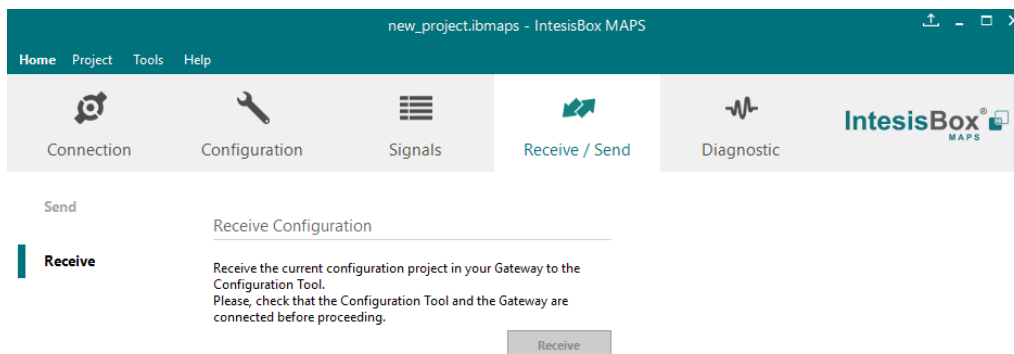 new_project.ibmaps - IntesisBox MAPS
Home Project Tools Help
Connection Configuration Signals Receive / Send Diagnostic
IntesisBox®
MAPS
Send
Receive Configuration
Receive
Receive the current configuration project in your Gateway to the
Configuration Tool.
Please, check that the Configuration Tool and the Gateway are
connected before proceeding.
Receive